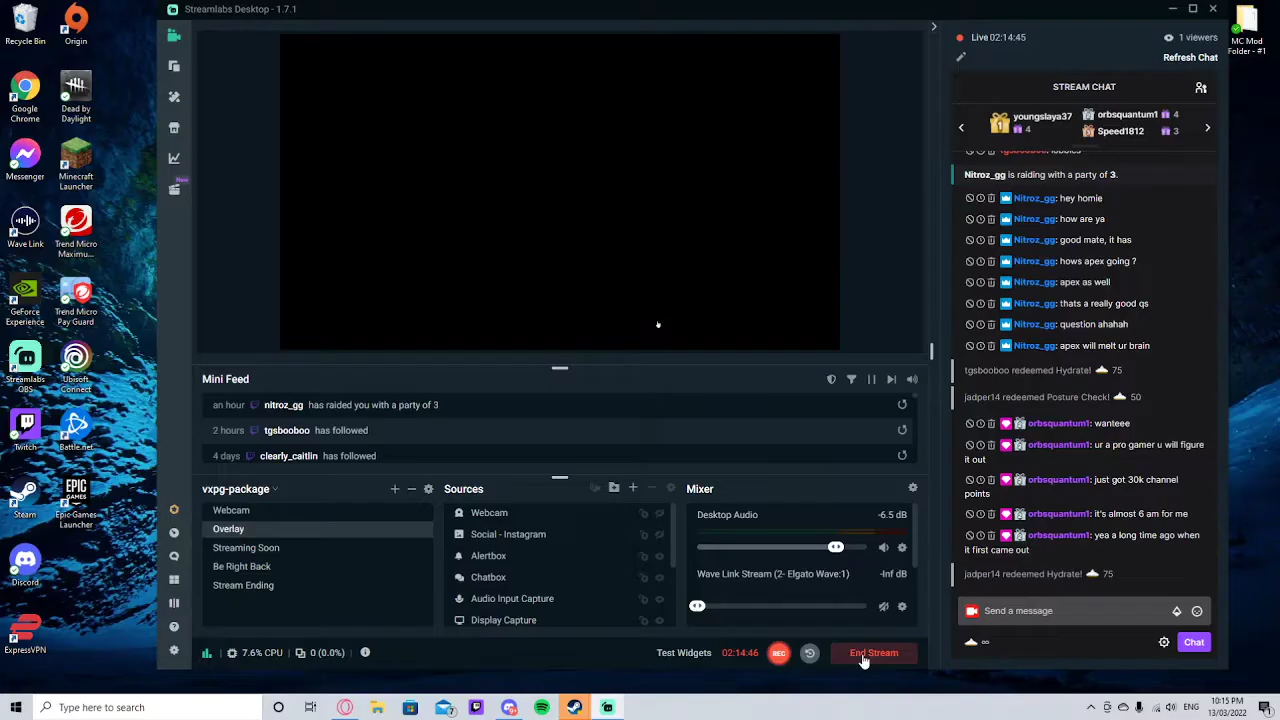 Streamlabs Desktop - 1.7.1
Recycle Bin
Origin
Google
Chrome
Dead by
Daylight
Messenger
Minecraft
Launcher
Wave Link
Trend Micro
Maximu...
GeForce
Experience
Trend Micro
Pay Guard
Streamlabs
OBS
Ubisoft
Connect
Twitch
Battle.net
Steam
Epic Games
Launcher
Discord
ExpressVPN
MC Mod
Folder - #1
New
Live 02:14:45
1 viewers
Refresh Chat
STREAM CHAT
1
youngslaya37
4
orbsquantum1 4
Speed1812 3
tgsbooboo: lobbies
Nitroz_gg is raiding with a party of 3.
Nitroz_gg: hey homie
Nitroz_gg: how are ya
Nitroz_gg: good mate, it has
Nitroz_gg: hows apex going ?
Nitroz_gg: apex as well
Nitroz_gg: thats a really good qs
Nitroz_gg: question ahahah
Nitroz_gg: apex will melt ur brain
tgsbooboo redeemed Hydrate! 75
jadper14 redeemed Posture Check! 50
orbsquantum1: wanteee
orbsquantum1: ur a pro gamer u will figure
it out
orbsquantum1: just got 30k channel
points
orbsquantum1: it's almost 6 am for me
orbsquantum1: yea a long time ago when
it first came out
jadper14 redeemed Hydrate! 75
Send a message
∞
Chat
Mini Feed
an hour nitroz_gg has raided you with a party of 3
2 hours tgsbooboo has followed
4 days clearly_caitlin has followed
vxpg-package
Webcam
Overlay
Streaming Soon
Be Right Back
Stream Ending
Sources
Webcam
Social - Instagram
Alertbox
Chatbox
Audio Input Capture
Display Capture
Mixer
Desktop Audio -6.5 dB
Wave Link Stream (2- Elgato Wave:1) -Inf dB
7.6% CPU 0 (0.0%)
Test Widgets 02:14:46 REC End Stream
Type here to search
7
ENG
10:15 PM
13/03/2022